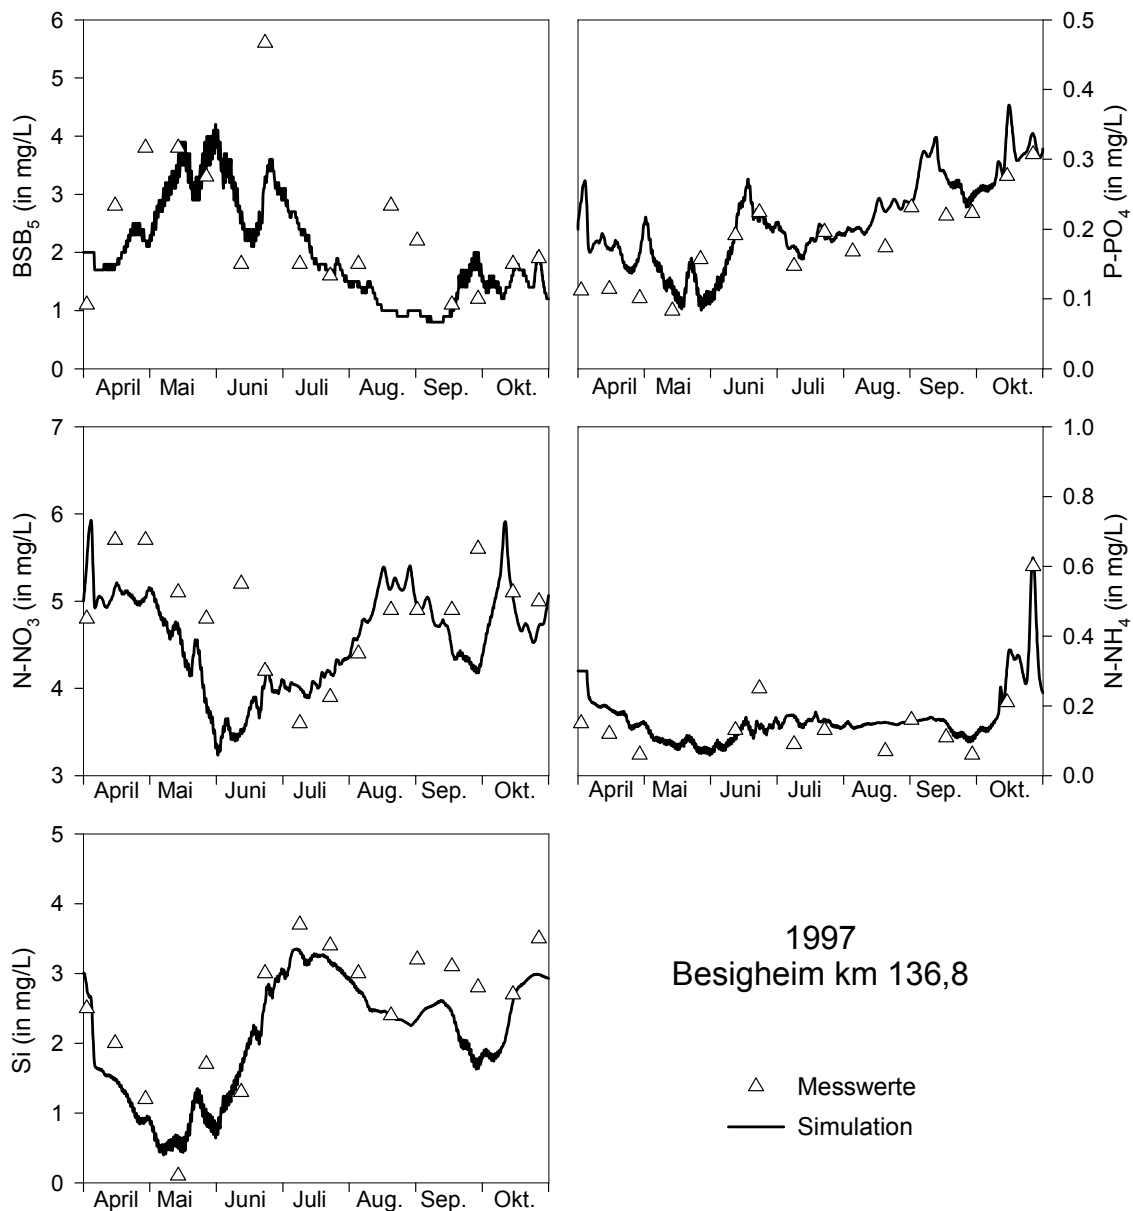 6
5
4
3
2
1
0
BSB5 (in mg/L)
April Mai Juni Juli Aug. Sep. Okt.
0.5
0.4
0.3
0.2
0.1
0.0
P-PO4 (in mg/L)
April Mai Juni Juli Aug. Sep. Okt.
7
6
5
4
3
N-NO3 (in mg/L)
April Mai Juni Juli Aug. Sep. Okt.
1.0
0.8
0.6
0.4
0.2
0.0
N-NH4 (in mg/L)
April Mai Juni Juli Aug. Sep. Okt.
5
4
3
2
1
0
Si (in mg/L)
April Mai Juni Juli Aug. Sep. Okt.
1997
Besigheim km 136,8
Messwerte
Simulation